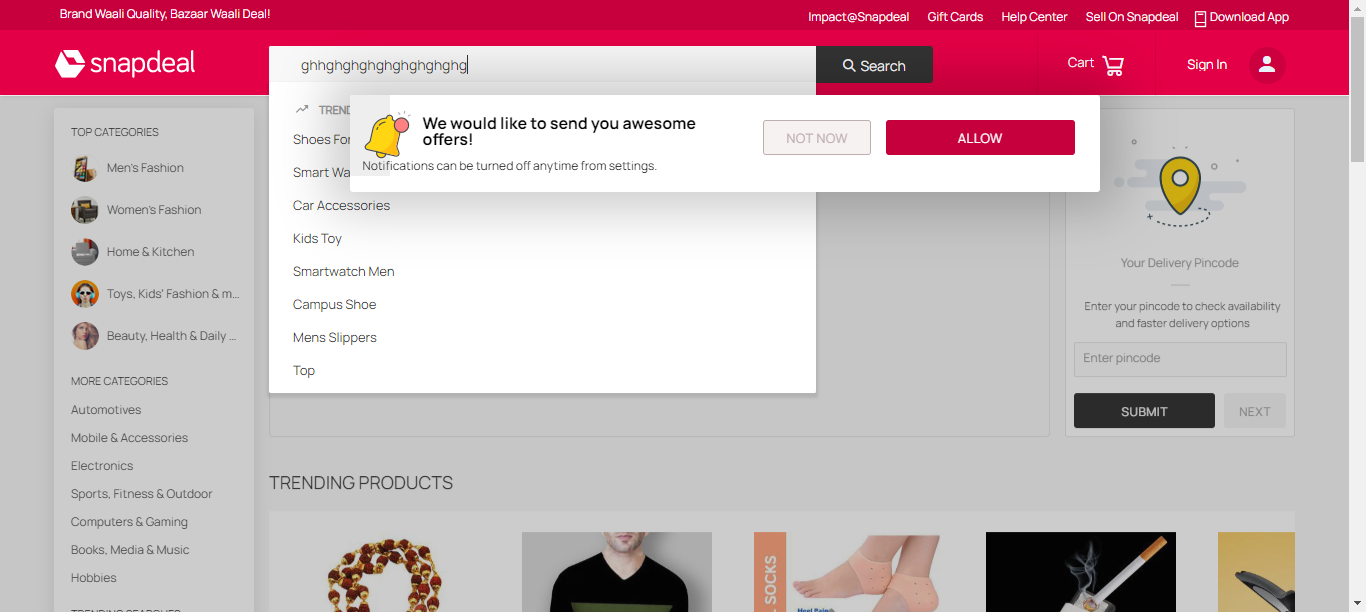 Brand Waali Quality, Bazaar Waali Deal!
Impact@Snapdeal Gift Cards Help Center Sell On Snapdeal Download App
snapdeal
ghhghghghghghghghghg
Search
Cart
Sign In
TREND
Shoes For
Smart Wa
Car Accessories
Kids Toy
Smartwatch Men
Campus Shoe
Mens Slippers
Top
We would like to send you awesome
offers!
Notifications can be turned off anytime from settings.
NOT NOW
ALLOW
TOP CATEGORIES
Men's Fashion
Women's Fashion
Home & Kitchen
Toys, Kids' Fashion & m...
Beauty, Health & Daily ...
MORE CATEGORIES
Automotives
Mobile & Accessories
Electronics
Sports, Fitness & Outdoor
Computers & Gaming
Books, Media & Music
Hobbies
TRENDING SEARCHES
Your Delivery Pincode
Enter your pincode to check availability
and faster delivery options
Enter pincode
SUBMIT
NEXT
TRENDING PRODUCTS
SOCKS